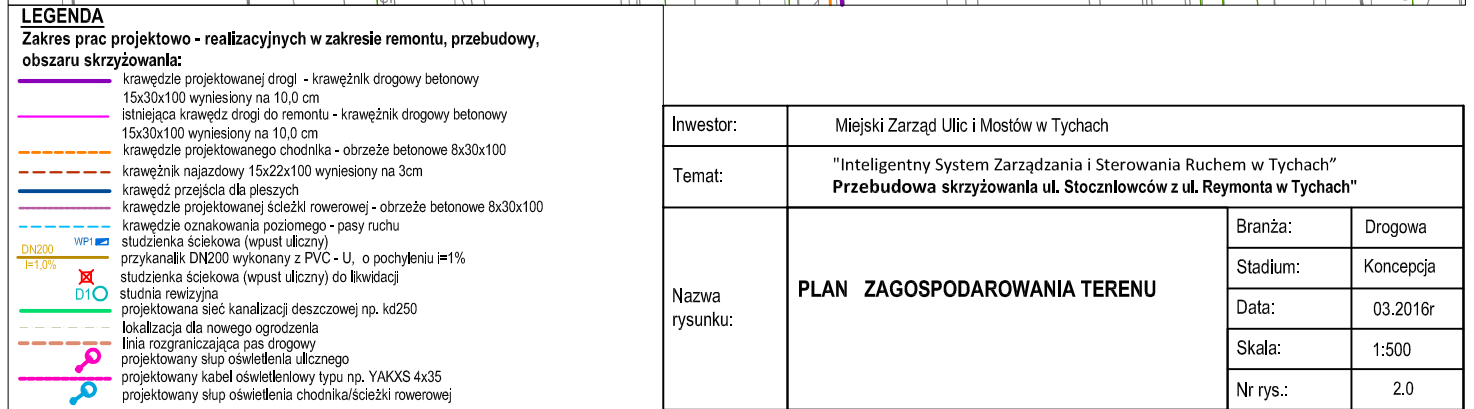 LEGENDA
Zakres prac projektowo - realizacyjnych w zakresie remontu, przebudowy,
obszaru skrzyżowania:
krawędzie projektowanej drogi - krawężnik drogowy betonowy
15x30x100 wyniesiony na 10,0 cm
istniejąca krawędz drogi do remontu - krawężnik drogowy betonowy
15x30x100 wyniesiony na 10,0 cm
krawędzie projektowanego chodnika - obrzeże betonowe 8x30x100
krawężnik najazdowy 15x22x100 wyniesiony na 3cm
krawędź przejścia dla pieszych
krawędzie projektowanej ścieżki rowerowej - obrzeże betonowe 8x30x100
krawędzie oznakowania poziomego - pasy ruchu
WP1 studzienka ściekowa (wpust uliczny)
DN200
i=1,0% przykanalik DN200 wykonany z PVC - U, o pochyleniu i=1%
studzienka ściekowa (wpust uliczny) do likwidacji
D1 studnia rewizyjna
projektowana sieć kanalizacji deszczowej np. kd250
lokalizacja dla nowego ogrodzenia
linia rozgraniczająca pas drogowy
projektowany słup oświetlenia ulicznego
projektowany kabel oświetleniowy typu np. YAKXS 4x35
projektowany słup oświetlenia chodnika/ścieżki rowerowej
Inwestor: Miejski Zarząd Ulic i Mostów w Tychach
Temat: "Inteligentny System Zarządzania i Sterowania Ruchem w Tychach”
Przebudowa skrzyżowania ul. Stoczniowców z ul. Reymonta w Tychach"
Nazwa
rysunku:
PLAN ZAGOSPODAROWANIA TERENU
Branża: Drogowa
Stadium: Koncepcja
Data: 03.2016r
Skala: 1:500
Nr rys.: 2.0